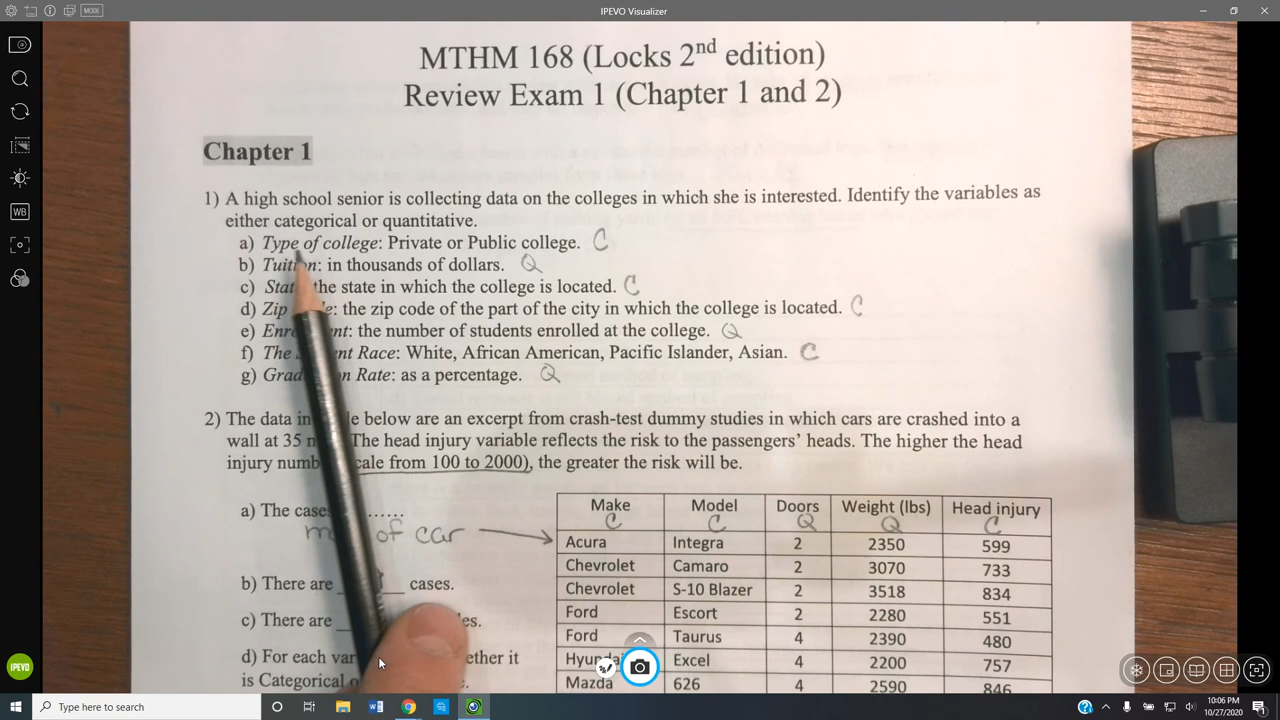 IPEVO Visualizer
MODE
MTHM 168 (Locks 2nd edition)
Review Exam 1 (Chapter 1 and 2)
Chapter 1
1) A high school senior is collecting data on the colleges in which she is interested. Identify the variables as
either categorical or quantitative.
a) Type of college: Private or Public college. C
b) Tuition: in thousands of dollars. Q
c) Stat the state in which the college is located. C
d) Zip e: the zip code of the part of the city in which the college is located. C
e) Enro nt: the number of students enrolled at the college. Q
f) The S nt Race: White, African American, Pacific Islander, Asian. C
g) Grad n Rate: as a percentage. Q
2) The data in e below are an excerpt from crash-test dummy studies in which cars are crashed into a
wall at 35 The head injury variable reflects the risk to the passengers' heads. The higher the head
injury numb cale from 100 to 2000), the greater the risk will be.
a) The cases ......
of car
b) There are ___ cases.
c) There are es.
d) For each var ether it
is Categorical
Make Model Doors Weight (lbs) Head injury
C C Q Q C
Acura Integra 2 2350 599
Chevrolet Camaro 2 3070 733
Chevrolet S-10 Blazer 2 3518 834
Ford Escort 2 2280 551
Ford Taurus 4 2390 480
Hyundai Excel 4 2200 757
Mazda 626 4 2590 846
WB
IPEVO
Type here to search
10:06 PM
10/27/2020